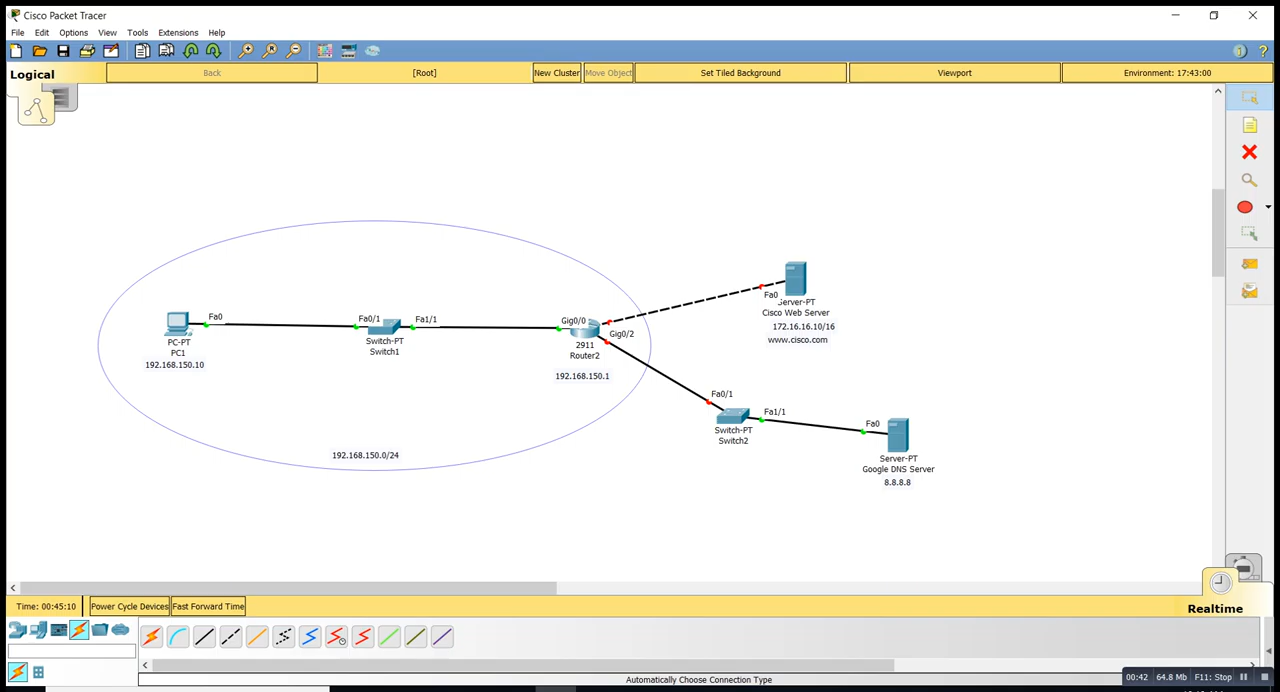 Cisco Packet Tracer
File Edit Options View Tools Extensions Help
Logical
Back
[Root]
New Cluster
Move Object
Set Tiled Background
Viewport
Environment: 17:43:00
Fa0
PC-PT
PC1
192.168.150.10
Fa0/1
Fa1/1
Switch-PT
Switch1
Gig0/0
Gig0/2
2911
Router2
192.168.150.1
192.168.150.0/24
Fa0
Server-PT
Cisco Web Server
172.16.16.10/16
www.cisco.com
Fa0/1
Fa1/1
Switch-PT
Switch2
Fa0
Server-PT
Google DNS Server
8.8.8.8
Time: 00:45:10
Power Cycle Devices
Fast Forward Time
Realtime
Automatically Choose Connection Type
00:42 64.8 Mb F11: Stop